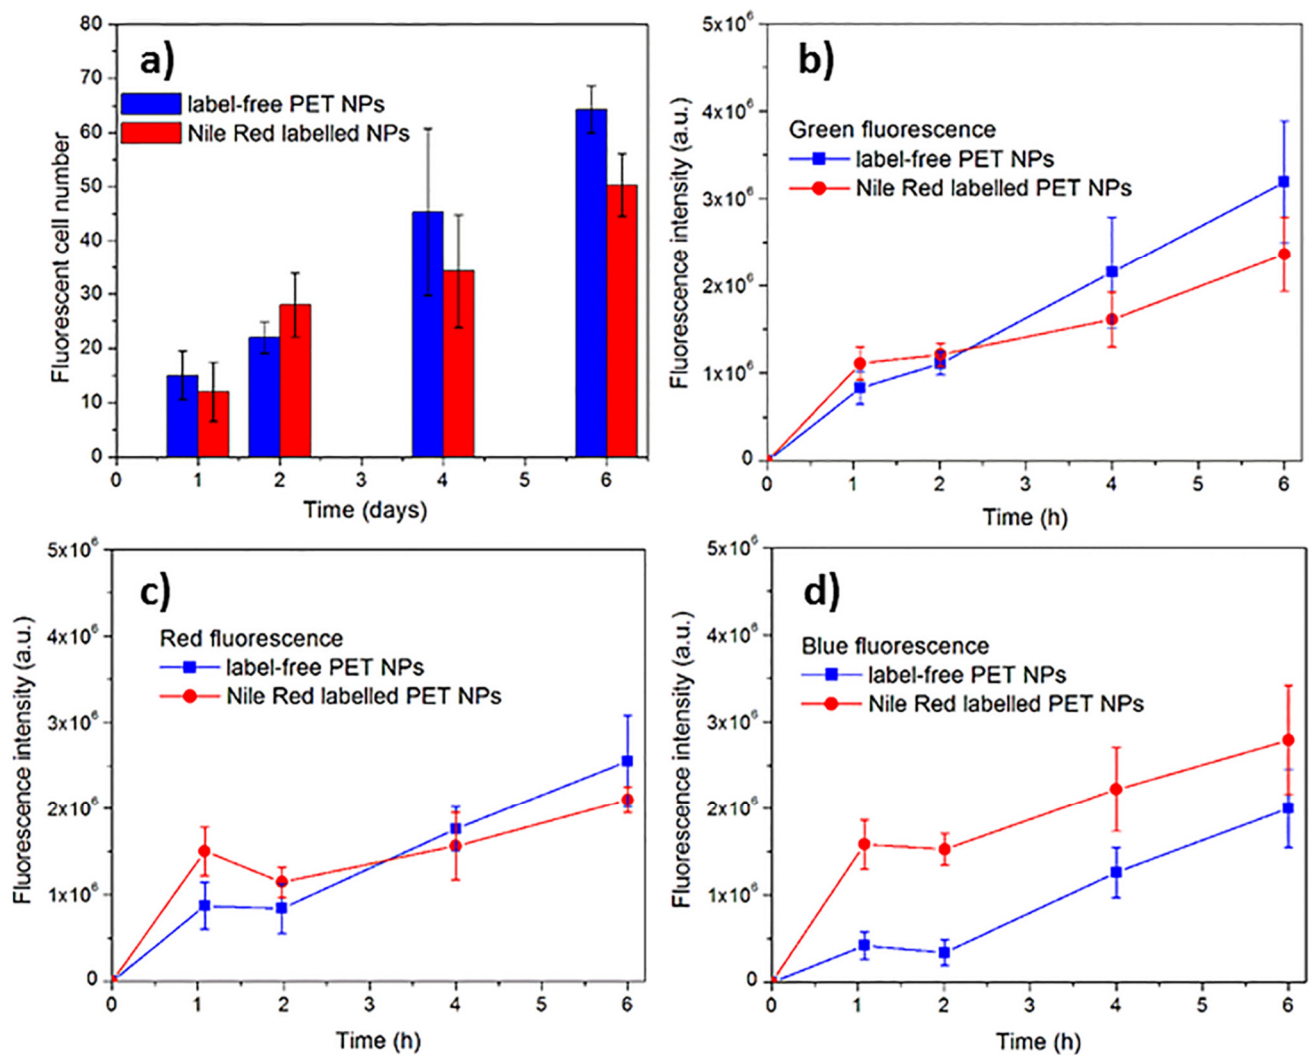 a)
label-free PET NPs
Nile Red labelled NPs
Fluorescent cell number
80
70
60
50
40
30
20
10
0
0 1 2 3 4 5 6
Time (days)
b)
Green fluorescence
label-free PET NPs
Nile Red labelled PET NPs
Fluorescence intensity (a.u.)
5x10⁶
4x10⁶
3x10⁶
2x10⁶
1x10⁶
0
0 1 2 3 4 5 6
Time (h)
c)
Red fluorescence
label-free PET NPs
Nile Red labelled PET NPs
Fluorescence intensity (a.u.)
5x10⁶
4x10⁶
3x10⁶
2x10⁶
1x10⁶
0
0 1 2 3 4 5 6
Time (h)
d)
Blue fluorescence
label-free PET NPs
Nile Red labelled PET NPs
Fluorescence intensity (a.u.)
5x10⁶
4x10⁶
3x10⁶
2x10⁶
1x10⁶
0
0 1 2 3 4 5 6
Time (h)